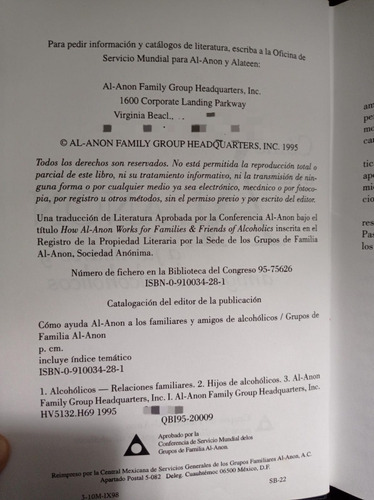 Para pedir información y catálogos de literatura, escriba a la Oficina de
Servicio Mundial para Al-Anon y Alateen:
Al-Anon Family Group Headquarters, Inc.
1600 Corporate Landing Parkway
Virginia
© AL-ANON FAMILY GROUP HEADQUARTERS, INC. 1995
Todos los derechos son reservados. No está permitida la reproducción total o
parcial de este libro, ni su tratamiento informativo, ni la transmisión de nin-
guna forma o por cualquier medio ya sea electrónico, mecánico o por fotoco-
pia, por registro u otros métodos, sin el permiso previo y por escrito del editor.
Una traducción de Literatura Aprobada por la Conferencia Al-Anon bajo el
título How Al-Anon Works for Families & Friends of Alcoholics inscrita en el
Registro de la Propiedad Literaria por la Sede de los Grupos de Familia
Al-Anon, Sociedad Anónima.
Número de fichero en la Biblioteca del Congreso 95-75626
ISBN-0-910034-28-1
Catalogación del editor de la publicación
Cómo ayuda Al-Anon a los familiares y amigos de alcohólicos / Grupos de
Familia Al-Anon
p. cm.
incluye índice temático
ISBN-0-910034-28-1
1. Alcohólicos — Relaciones familiares. 2. Hijos de alcohólicos. 3. Al-Anon
Family Group Headquarters, Inc. I. Al-Anon Family Group Headquarters, Inc.
HV5132.H69 1995
QBI95-20009
Aprobado por la
Conferencia de Servicio Mundial de los
Grupos de Familia Al-Anon.
SB-22
Reimpreso por la Central Mexicana de Servicios Generales de los Grupos Familiares Al-Anon, A.C.
Apartado Postal 5-082 Deleg. Cuauhtémoc 06500 México, D.F.